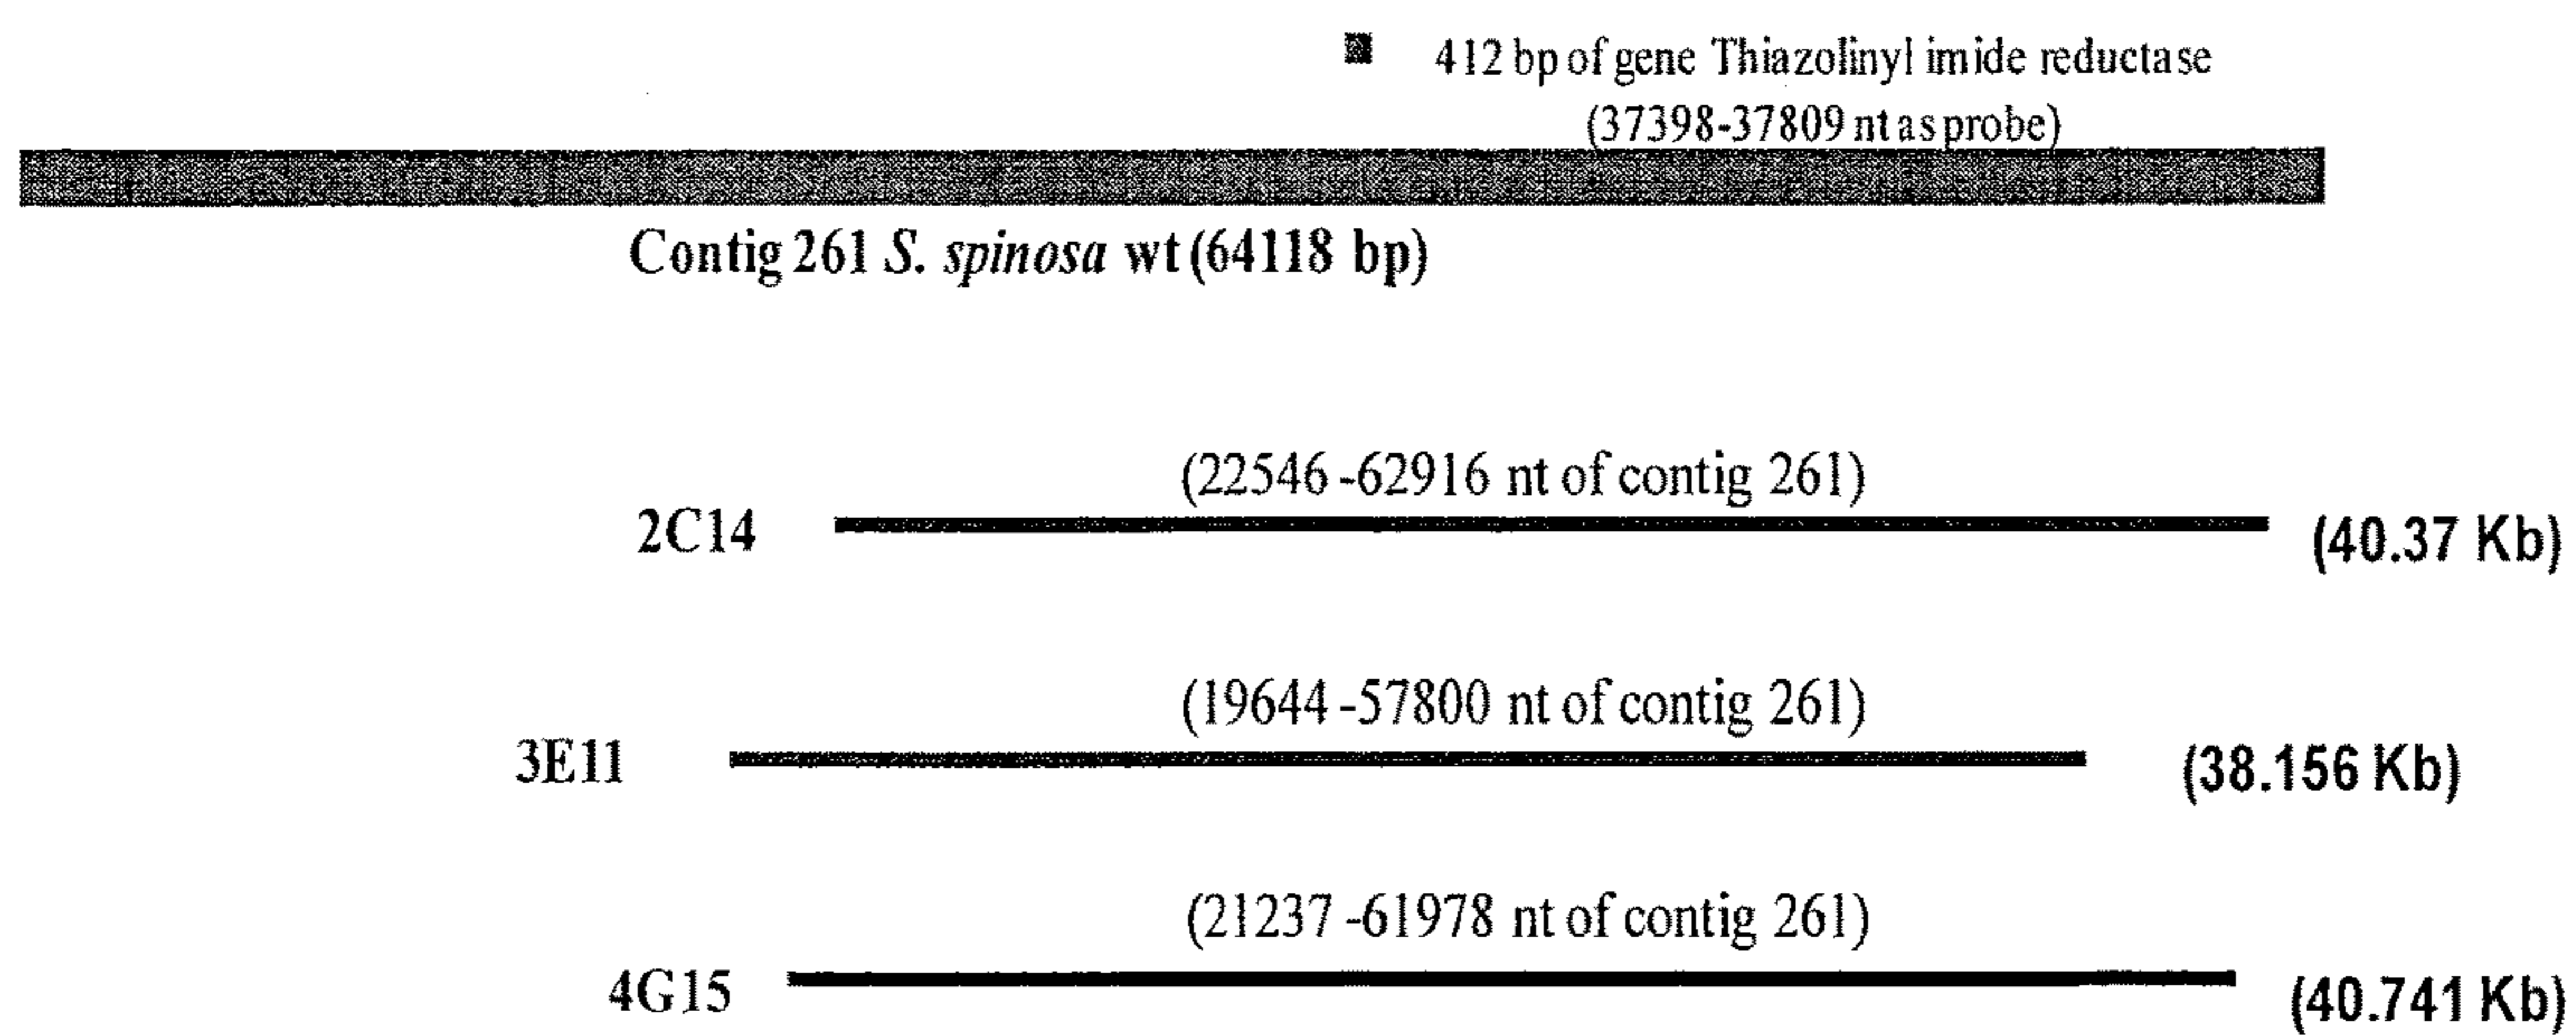 412 bp of gene Thiazolinyl imide reductase
(37398-37809 nt as probe)
Contig 261 S. spinosa wt (64118 bp)
(22546 -62916 nt of contig 261)
2C14
(40.37 Kb)
(19644 -57800 nt of contig 261)
3E11
(38.156 Kb)
(21237 -61978 nt of contig 261)
4G15
(40.741 Kb)